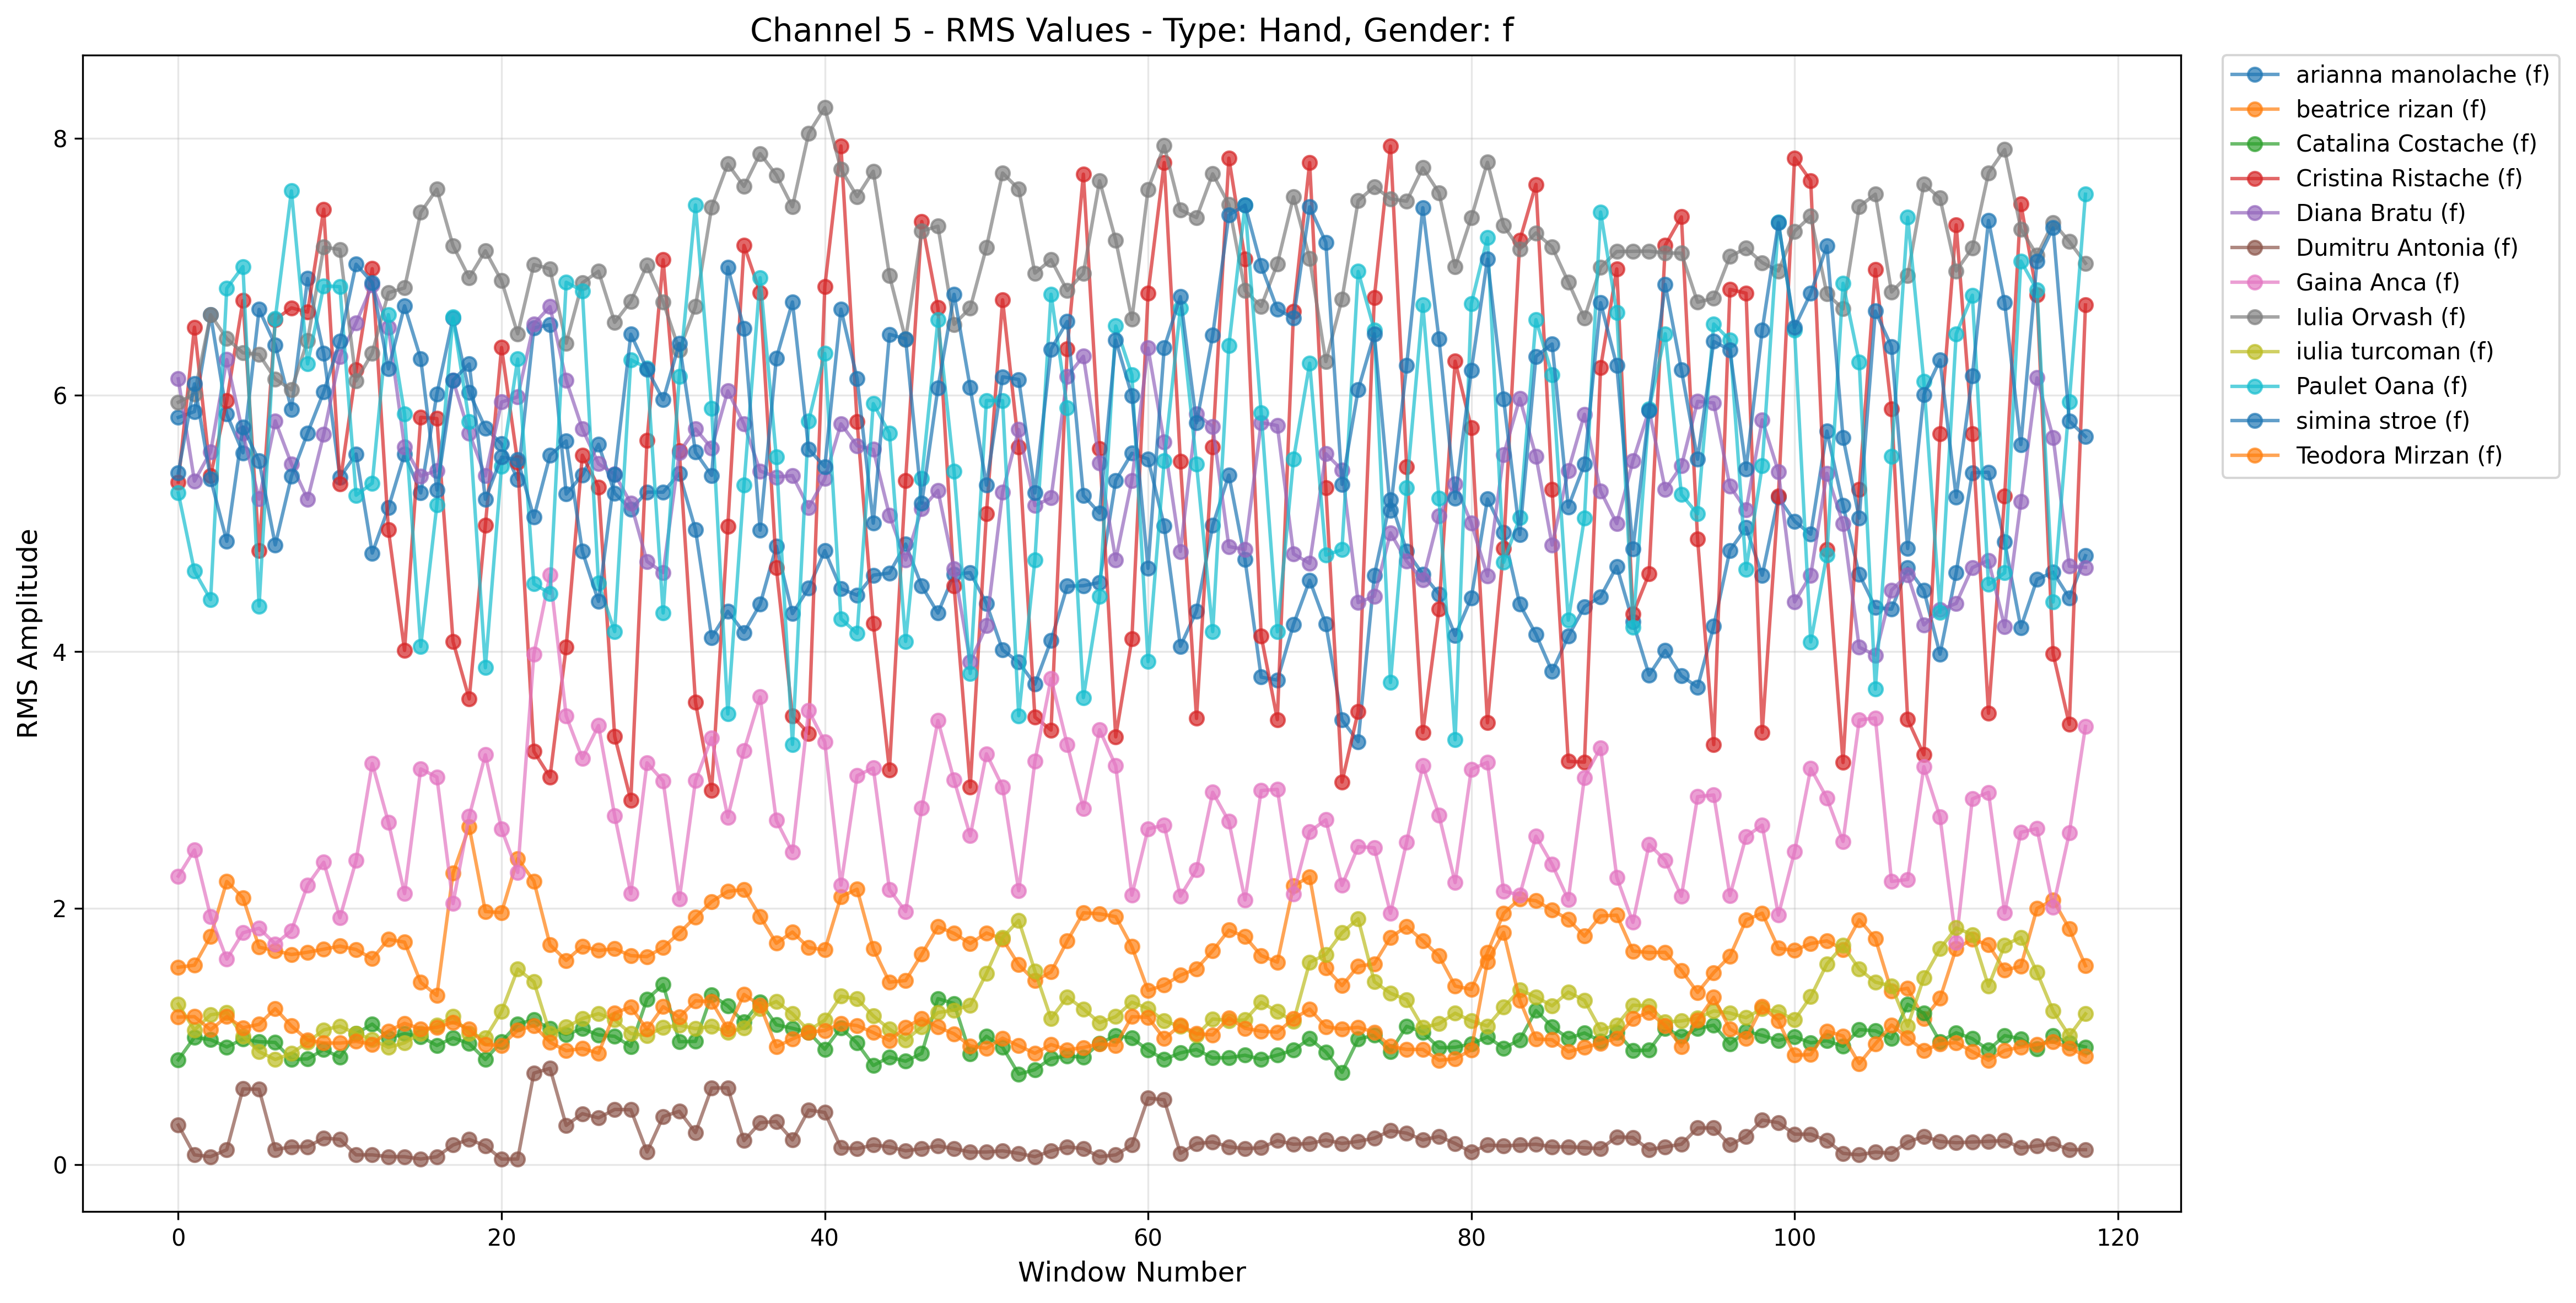 Channel 5 - RMS Values - Type: Hand, Gender: f
arianna manolache (f)
beatrice rizan (f)
Catalina Costache (f)
Cristina Ristache (f)
Diana Bratu (f)
Dumitru Antonia (f)
Gaina Anca (f)
Iulia Orvash (f)
iulia turcoman (f)
Paulet Oana (f)
simina stroe (f)
Teodora Mirzan (f)
RMS Amplitude
8
6
4
2
0
0 20 40 60 80 100 120
Window Number